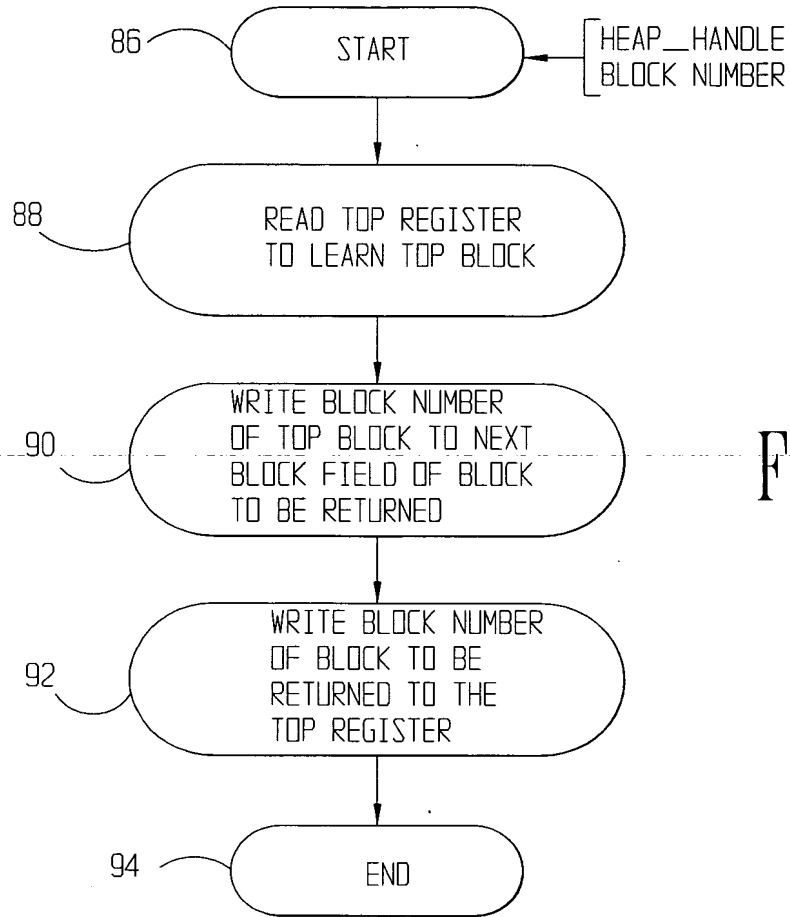 86
START
HEAP_HANDLE
BLOCK NUMBER
88
READ TOP REGISTER
TO LEARN TOP BLOCK
90
WRITE BLOCK NUMBER
OF TOP BLOCK TO NEXT
BLOCK FIELD OF BLOCK
TO BE RETURNED
F
92
WRITE BLOCK NUMBER
OF BLOCK TO BE
RETURNED TO THE
TOP REGISTER
94
END